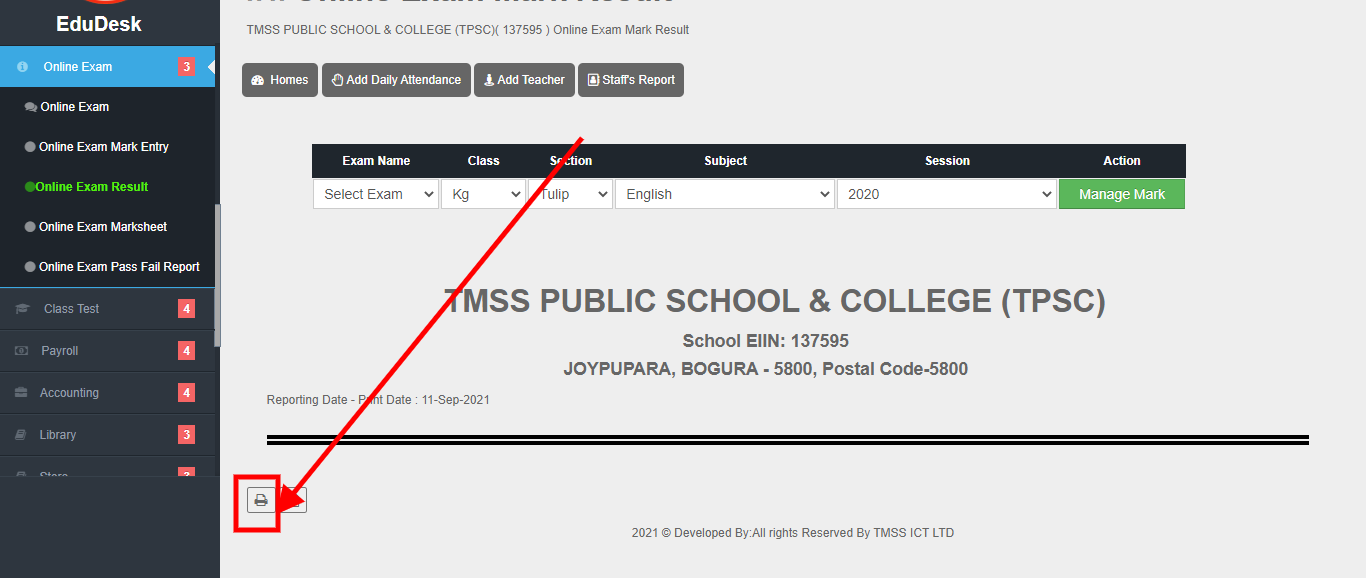 EduDesk
Online Exam Mark Result
TMSS PUBLIC SCHOOL & COLLEGE (TPSC)( 137595 ) Online Exam Mark Result
Online Exam 3
Online Exam
Online Exam Mark Entry
Online Exam Result
Online Exam Marksheet
Online Exam Pass Fail Report
Class Test 4
Payroll 4
Accounting 4
Library 3
Store 3
Homes Add Daily Attendance Add Teacher Staff's Report
Exam Name Class Section Subject Session Action
Select Exam Kg Tulip English 2020 Manage Mark
TMSS PUBLIC SCHOOL & COLLEGE (TPSC)
School EIIN: 137595
JOYPUPARA, BOGURA - 5800, Postal Code-5800
Reporting Date - Print Date : 11-Sep-2021
2021 © Developed By:All rights Reserved By TMSS ICT LTD